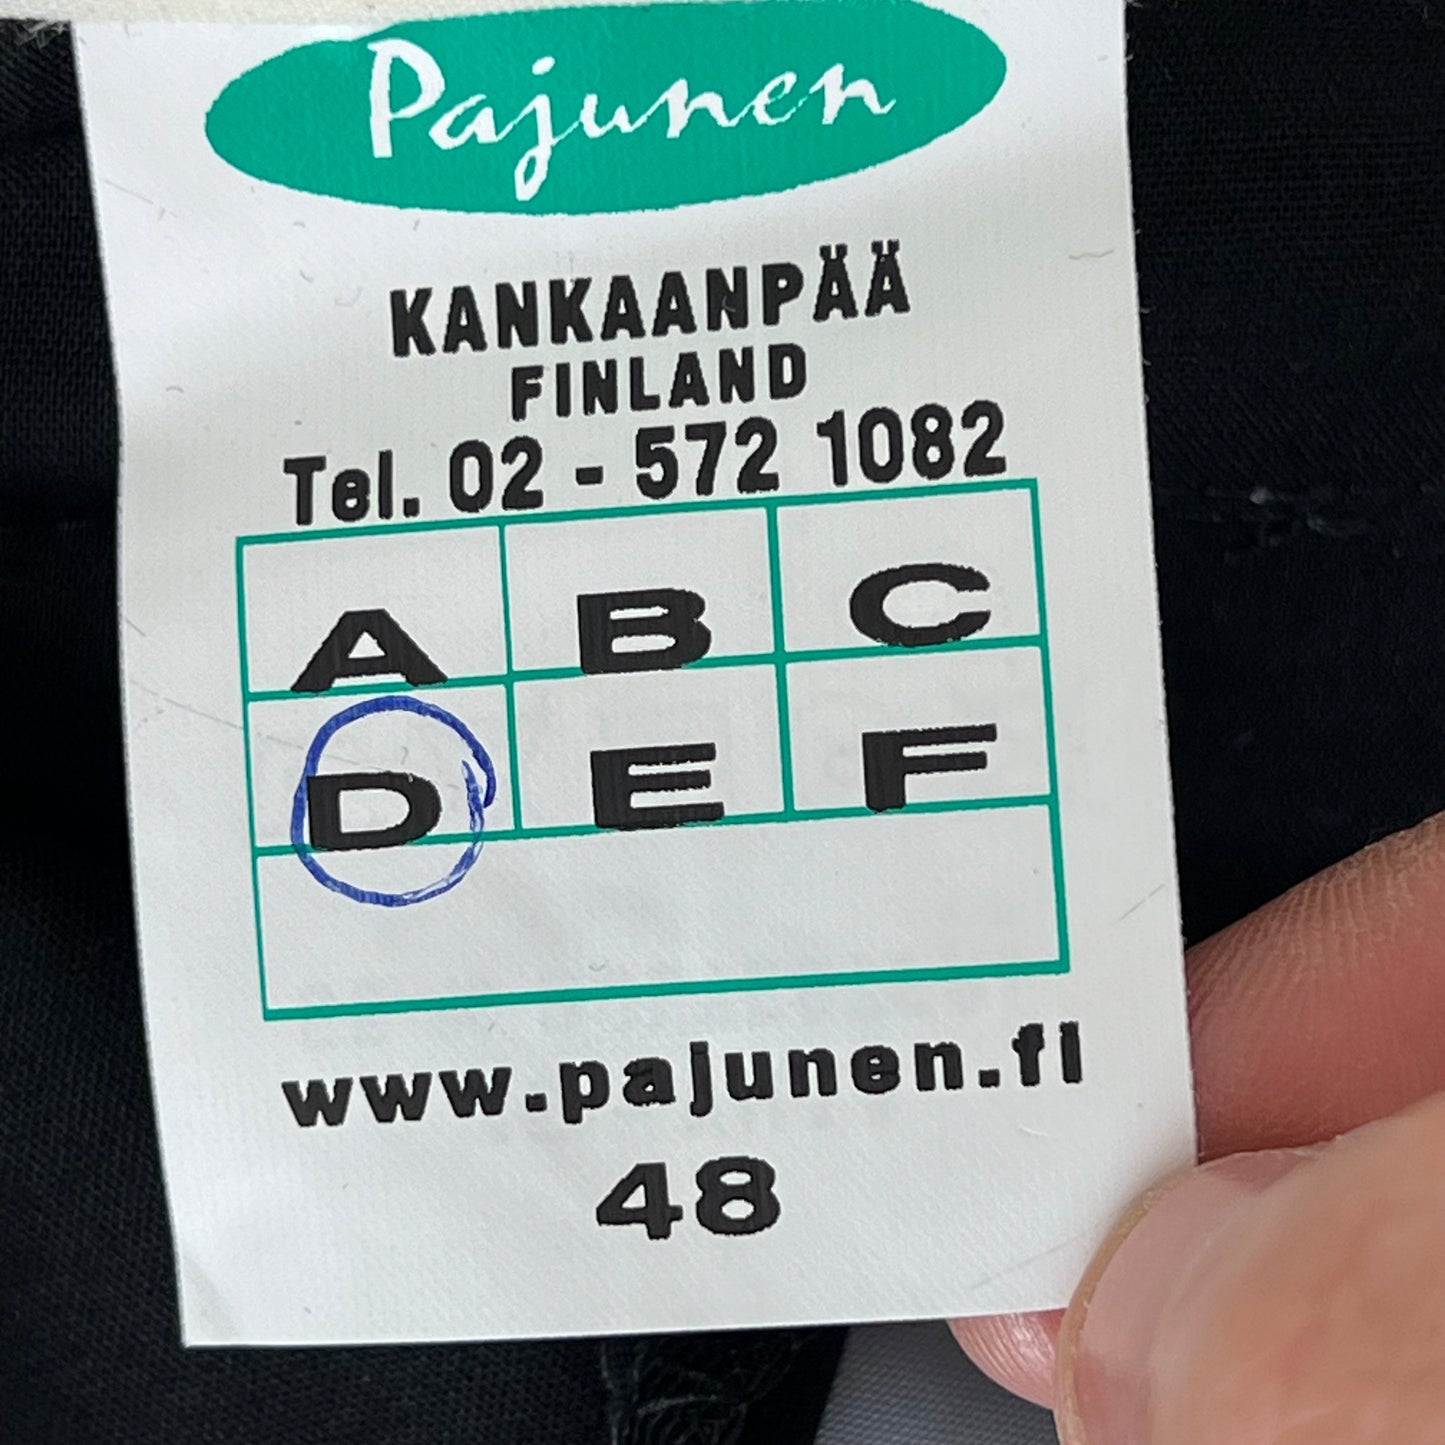 Pajunen
KANKAANPÄÄ
FINLAND
Tel. 02 - 572 1082
A B C
D E F
www.pajunen.fi
48